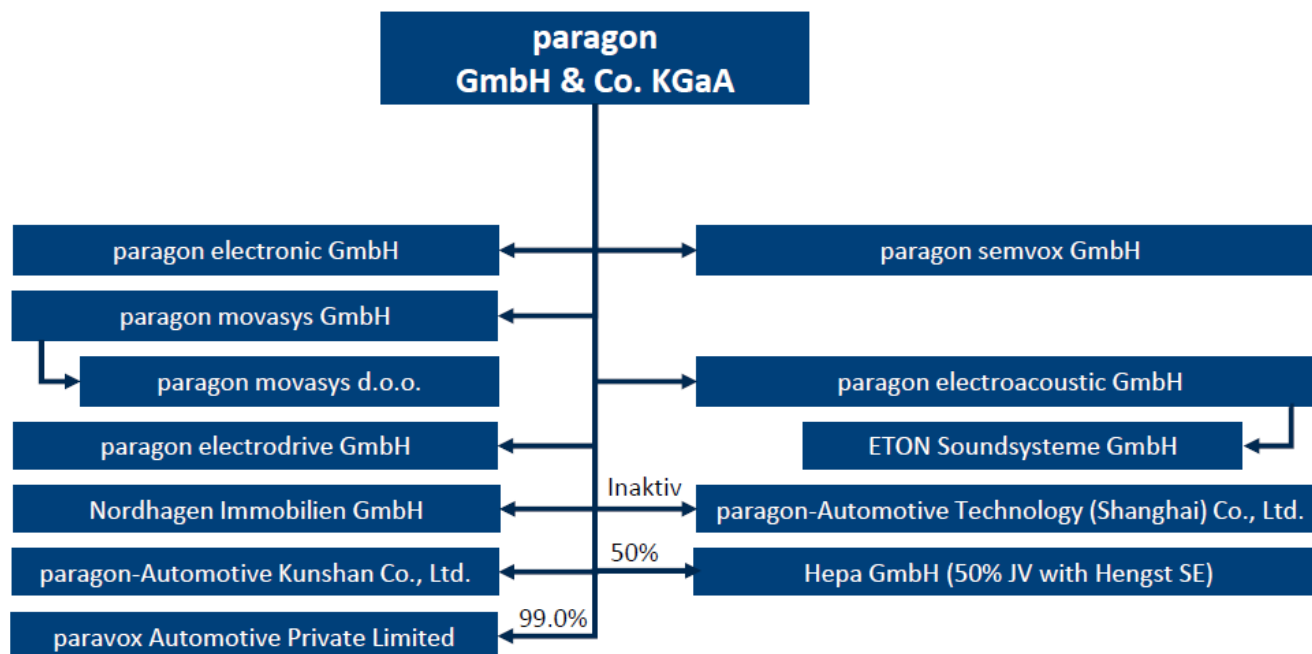 paragon
GmbH & Co. KGaA
paragon electronic GmbH
paragon semvox GmbH
paragon movasys GmbH
paragon movasys d.o.o.
paragon electroacoustic GmbH
paragon electrodrive GmbH
ETON Soundsysteme GmbH
Inaktiv
Nordhagen Immobilien GmbH
paragon-Automotive Technology (Shanghai) Co., Ltd.
50%
paragon-Automotive Kunshan Co., Ltd.
Hepa GmbH (50% JV with Hengst SE)
99.0%
paravox Automotive Private Limited